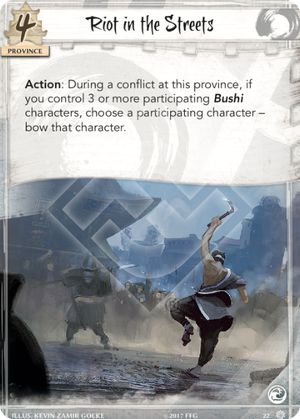 4
PROVINCE
Riot in the Streets
Action: During a conflict at this province, if
you control 3 or more participating Bushi
characters, choose a participating character –
bow that character.
ILLUS. KEVIN ZAMIR GOEKE
© 2017 FFG
22